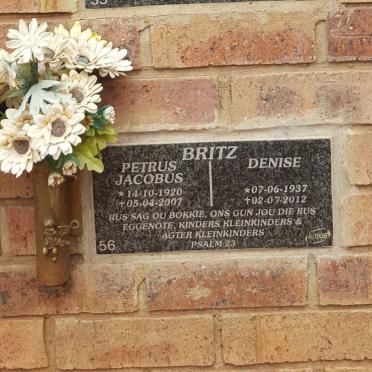 BRITZ
PETRUS
JACOBUS
★14-10-1920
✝05-04-2007
DENISE
★07-06-1937
✝02-07-2012
RUS SAG OU BOKKIE, ONS GUN JOU DIE RUS
EGGENOTE, KINDERS KLEINKINDERS &
AGTER KLEINKINDERS
PSALM 23
56